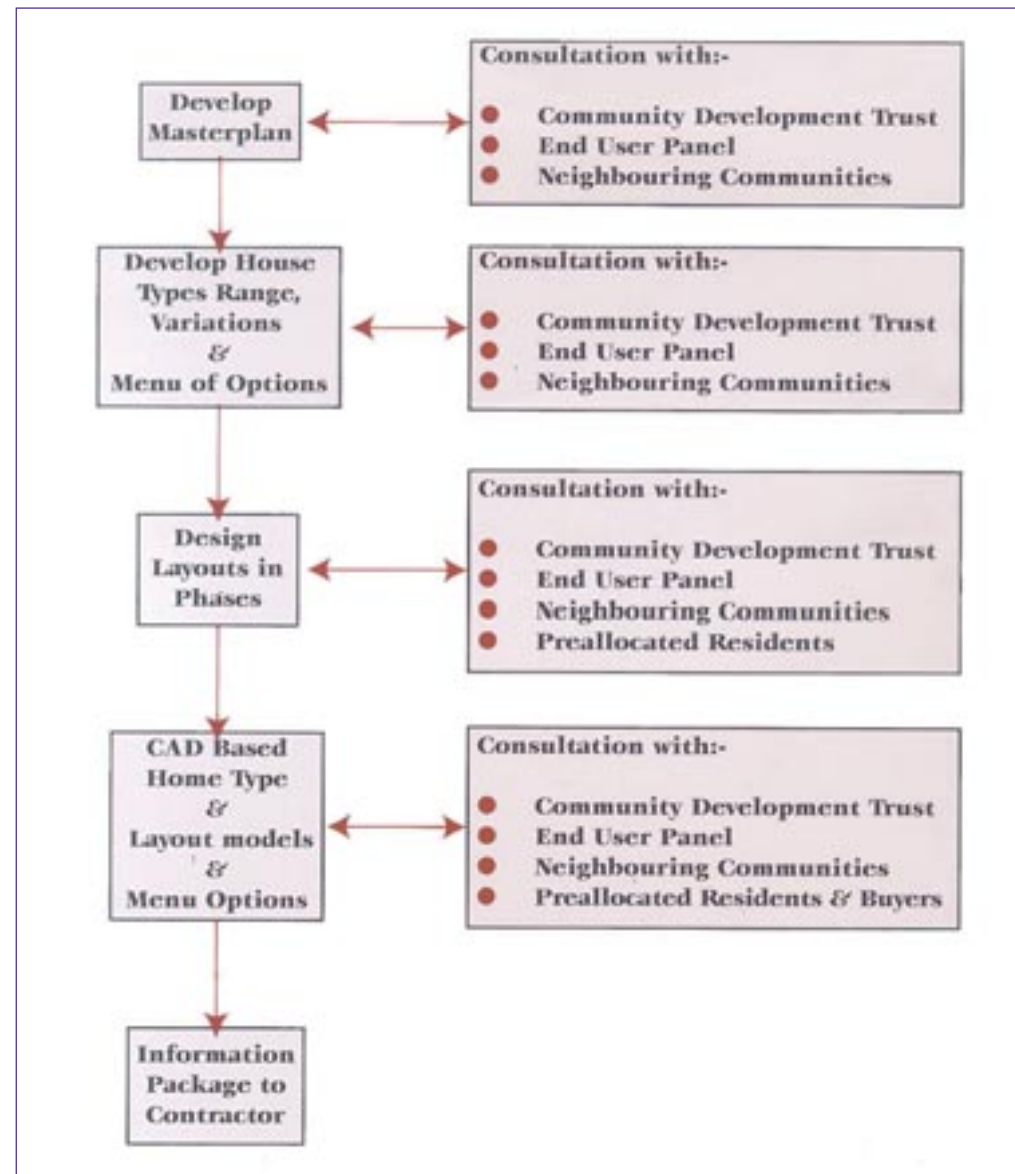 Develop
Masterplan
Consultation with:-
Community Development Trust
End User Panel
Neighbouring Communities
Develop House
Types Range,
Variations
&
Menu of Options
Consultation with:-
Community Development Trust
End User Panel
Neighbouring Communities
Design
Layouts in
Phases
Consultation with:-
Community Development Trust
End User Panel
Neighbouring Communities
Preallocated Residents
CAD Based
Home Type
&
Layout models
&
Menu Options
Consultation with:-
Community Development Trust
End User Panel
Neighbouring Communities
Preallocated Residents & Buyers
Information
Package to
Contractor